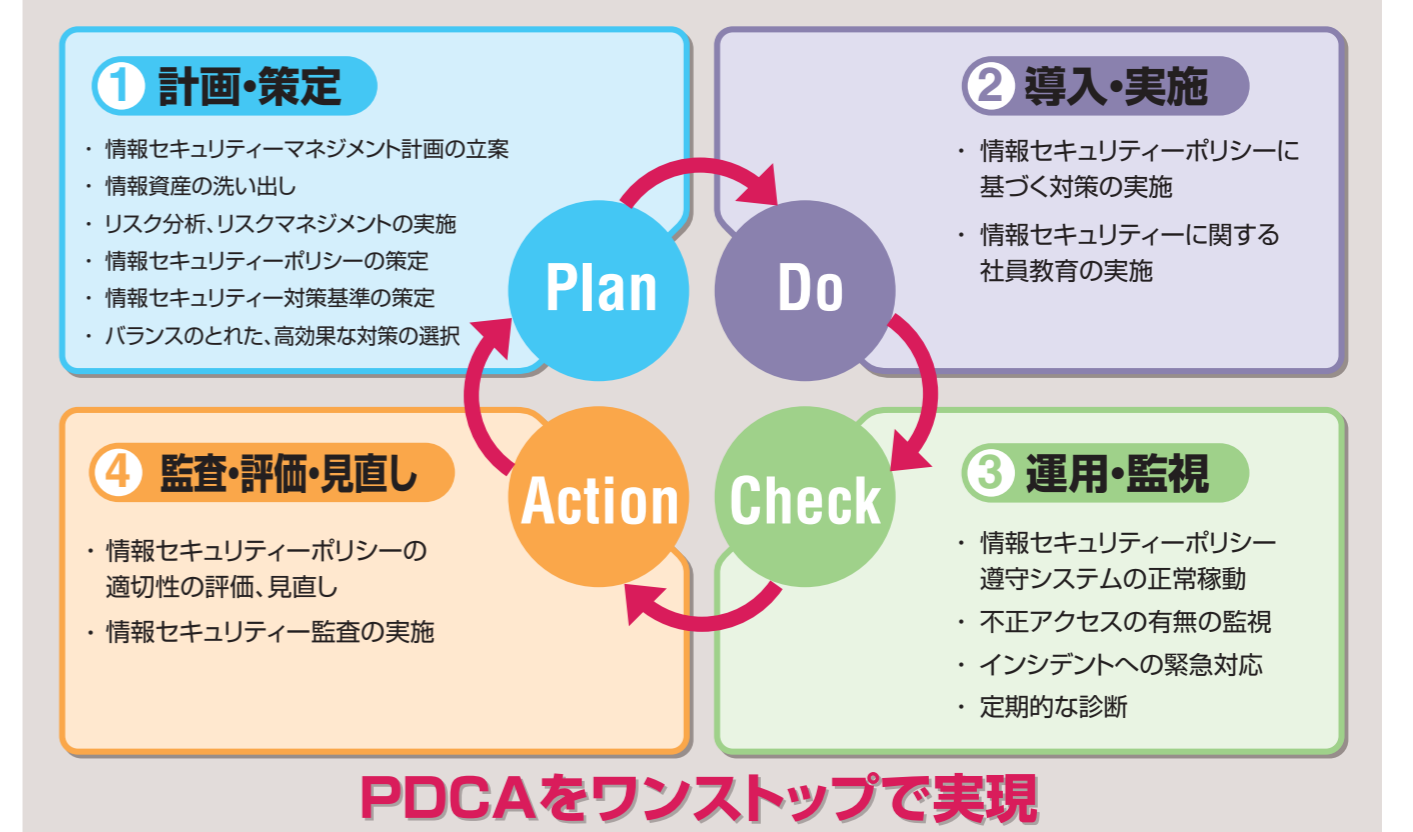 1 計画・策定
・ 情報セキュリティーマネジメント計画の立案
・ 情報資産の洗い出し
・ リスク分析、リスクマネジメントの実施
・ 情報セキュリティーポリシーの策定
・ 情報セキュリティー対策基準の策定
・ バランスのとれた、高効果な対策の選択
Plan
2 導入・実施
・ 情報セキュリティーポリシーに
基づく対策の実施
・ 情報セキュリティーに関する
社員教育の実施
Do
3 運用・監視
・ 情報セキュリティーポリシー
遵守システムの正常稼動
・ 不正アクセスの有無の監視
・ インシデントへの緊急対応
・ 定期的な診断
Check
4 監査・評価・見直し
・ 情報セキュリティーポリシーの
適切性の評価、見直し
・ 情報セキュリティー監査の実施
Action
PDCAをワンストップで実現